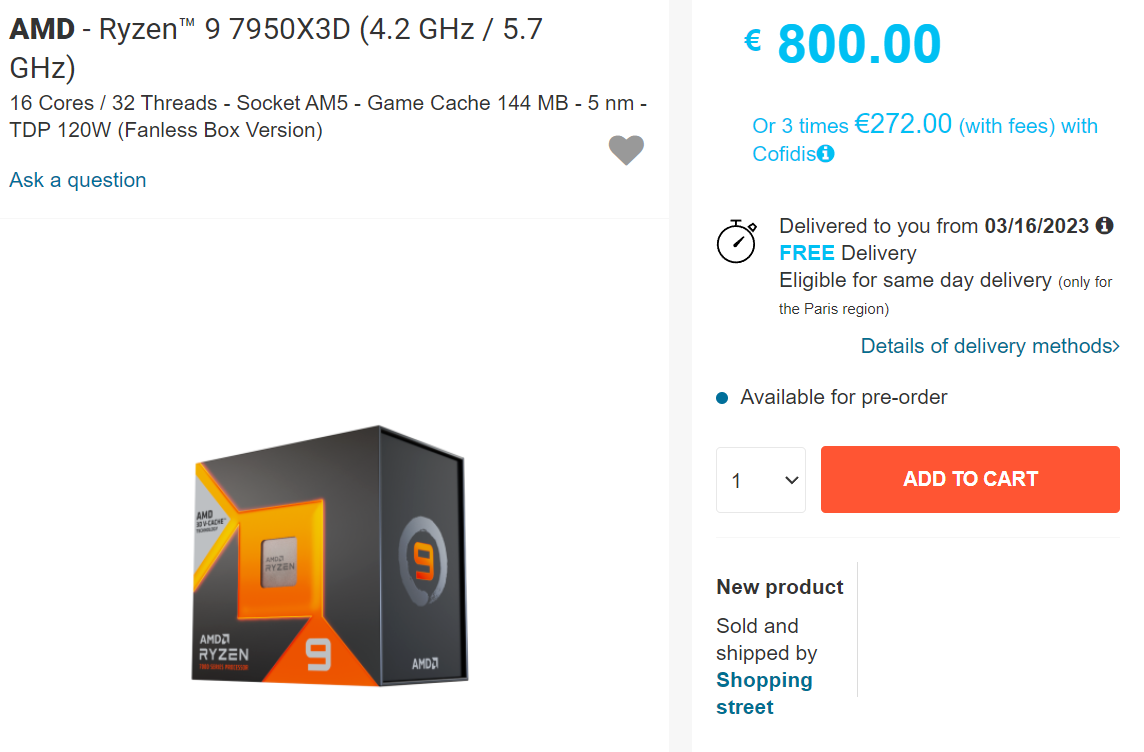 AMD - Ryzen™ 9 7950X3D (4.2 GHz / 5.7
GHz)
16 Cores / 32 Threads - Socket AM5 - Game Cache 144 MB - 5 nm -
TDP 120W (Fanless Box Version)
Ask a question
AMD
3D V-CACHE™
TECHNOLOGY
AMD
RYZEN
9
AMD
RYZEN
7000 SERIES PROCESSOR
9
AMD
€ 800.00
Or 3 times €272.00 (with fees) with
Cofidis
Delivered to you from 03/16/2023
FREE Delivery
Eligible for same day delivery (only for
the Paris region)
Details of delivery methods
Available for pre-order
1
ADD TO CART
New product
Sold and
shipped by
Shopping
street